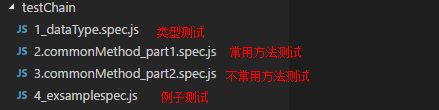 testChain
JS 1_dataType.spec.js 类型测试
JS 2.commonMethod_part1.spec.js 常用方法测试
JS 3.commonMethod_part2.spec.js 不常用方法测试
JS 4_exsamplespec.js 例子测试